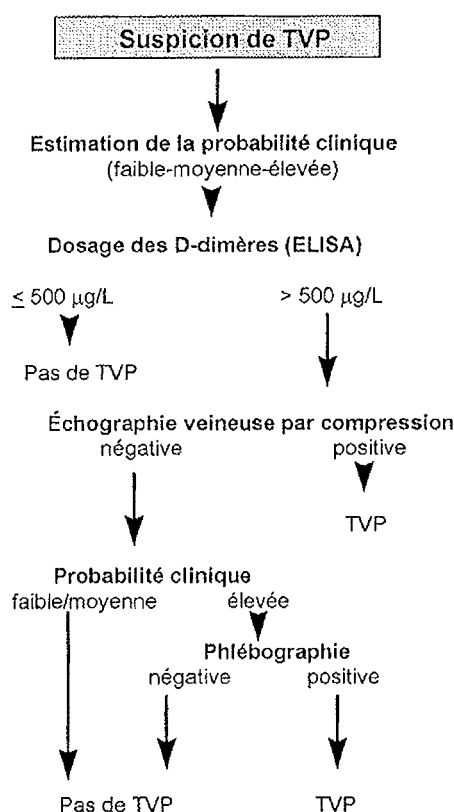 Suspicion de TVP
Estimation de la probabilité clinique
(faible-moyenne-élevée)
Dosage des D-dimères (ELISA)
≤ 500 µg/L > 500 µg/L
Pas de TVP
Échographie veineuse par compression
négative positive
TVP
Probabilité clinique
faible/moyenne élevée
Phlébographie
négative positive
Pas de TVP TVP